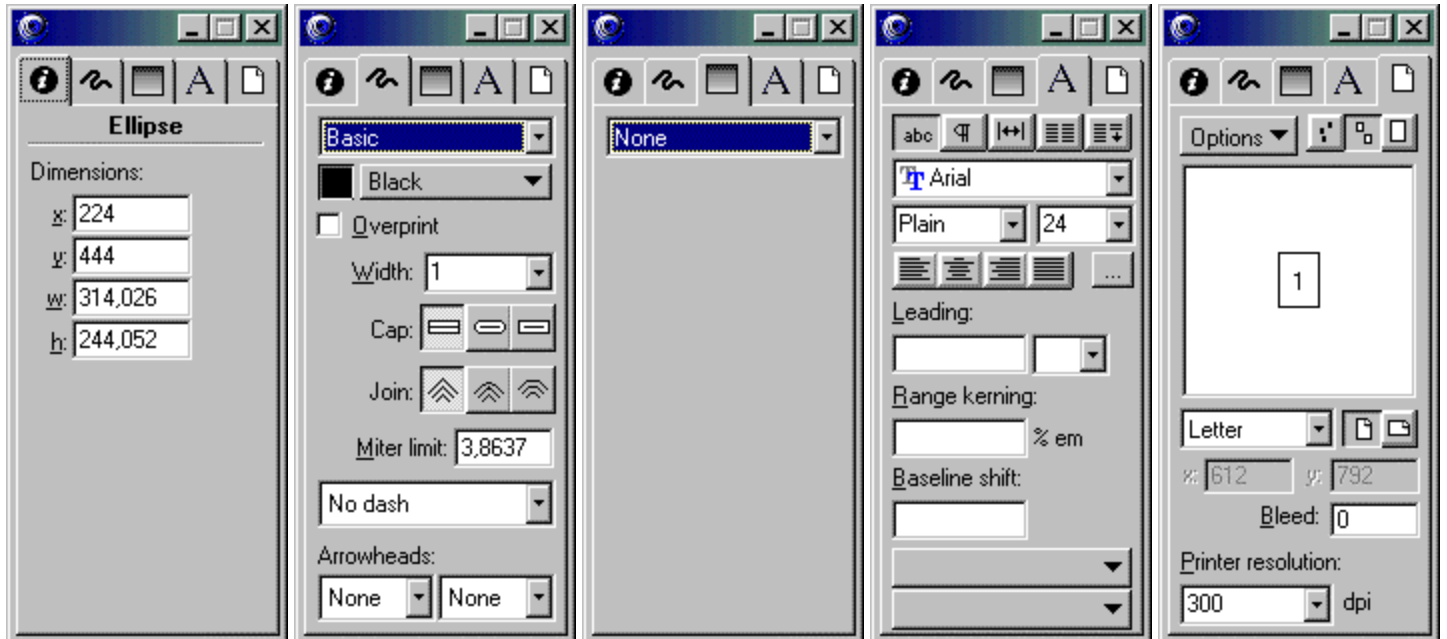 Ellipse
Dimensions:
x: 224
y: 444
w: 314,026
h: 244,052
Basic
Black
Overprint
Width: 1
Cap:
Join:
Miter limit: 3,8637
No dash
Arrowheads:
None None
None
A
abc ¶
Arial
Plain 24
...
Leading:
Range kerning:
% em
Baseline shift:
Options
1
Letter
x: 612 y: 792
Bleed: 0
Printer resolution:
300 dpi